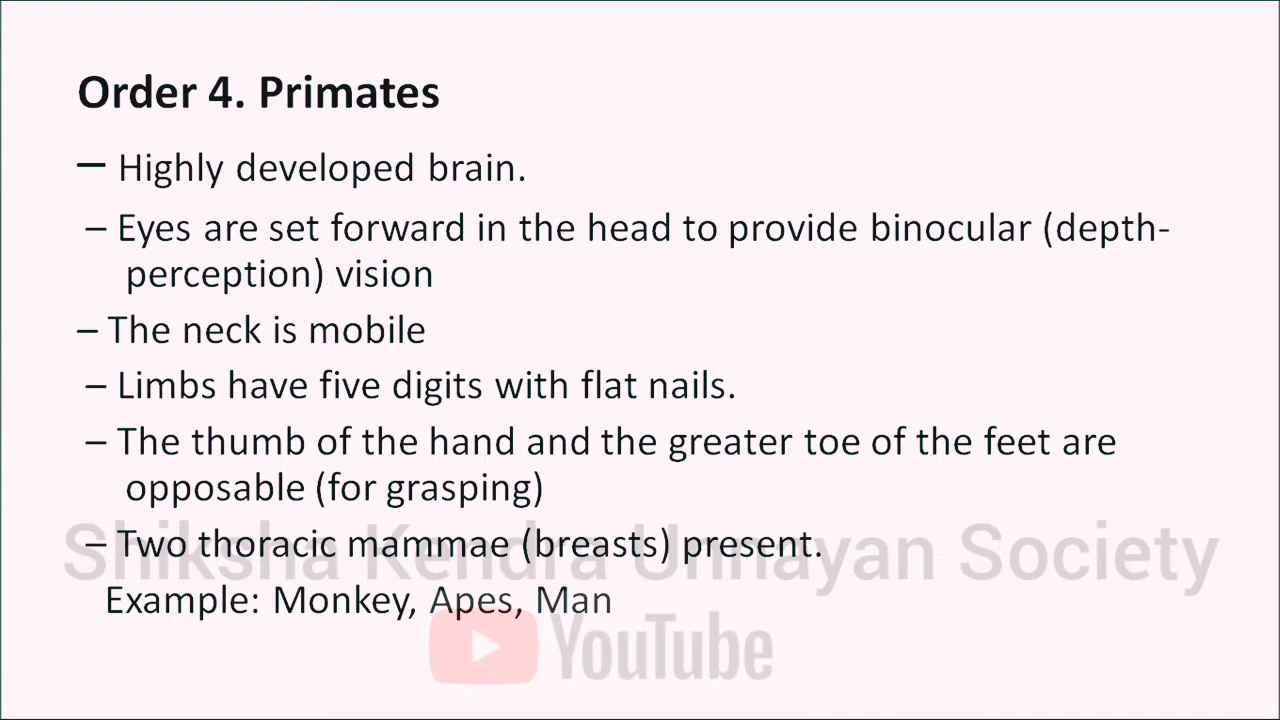 Order 4. Primates
– Highly developed brain.
– Eyes are set forward in the head to provide binocular (depth-
perception) vision
– The neck is mobile
– Limbs have five digits with flat nails.
– The thumb of the hand and the greater toe of the feet are
opposable (for grasping)
– Two thoracic mammae (breasts) present.
Shiksha Kendra Unnayan Society
Example: Monkey, Apes, Man
YouTube